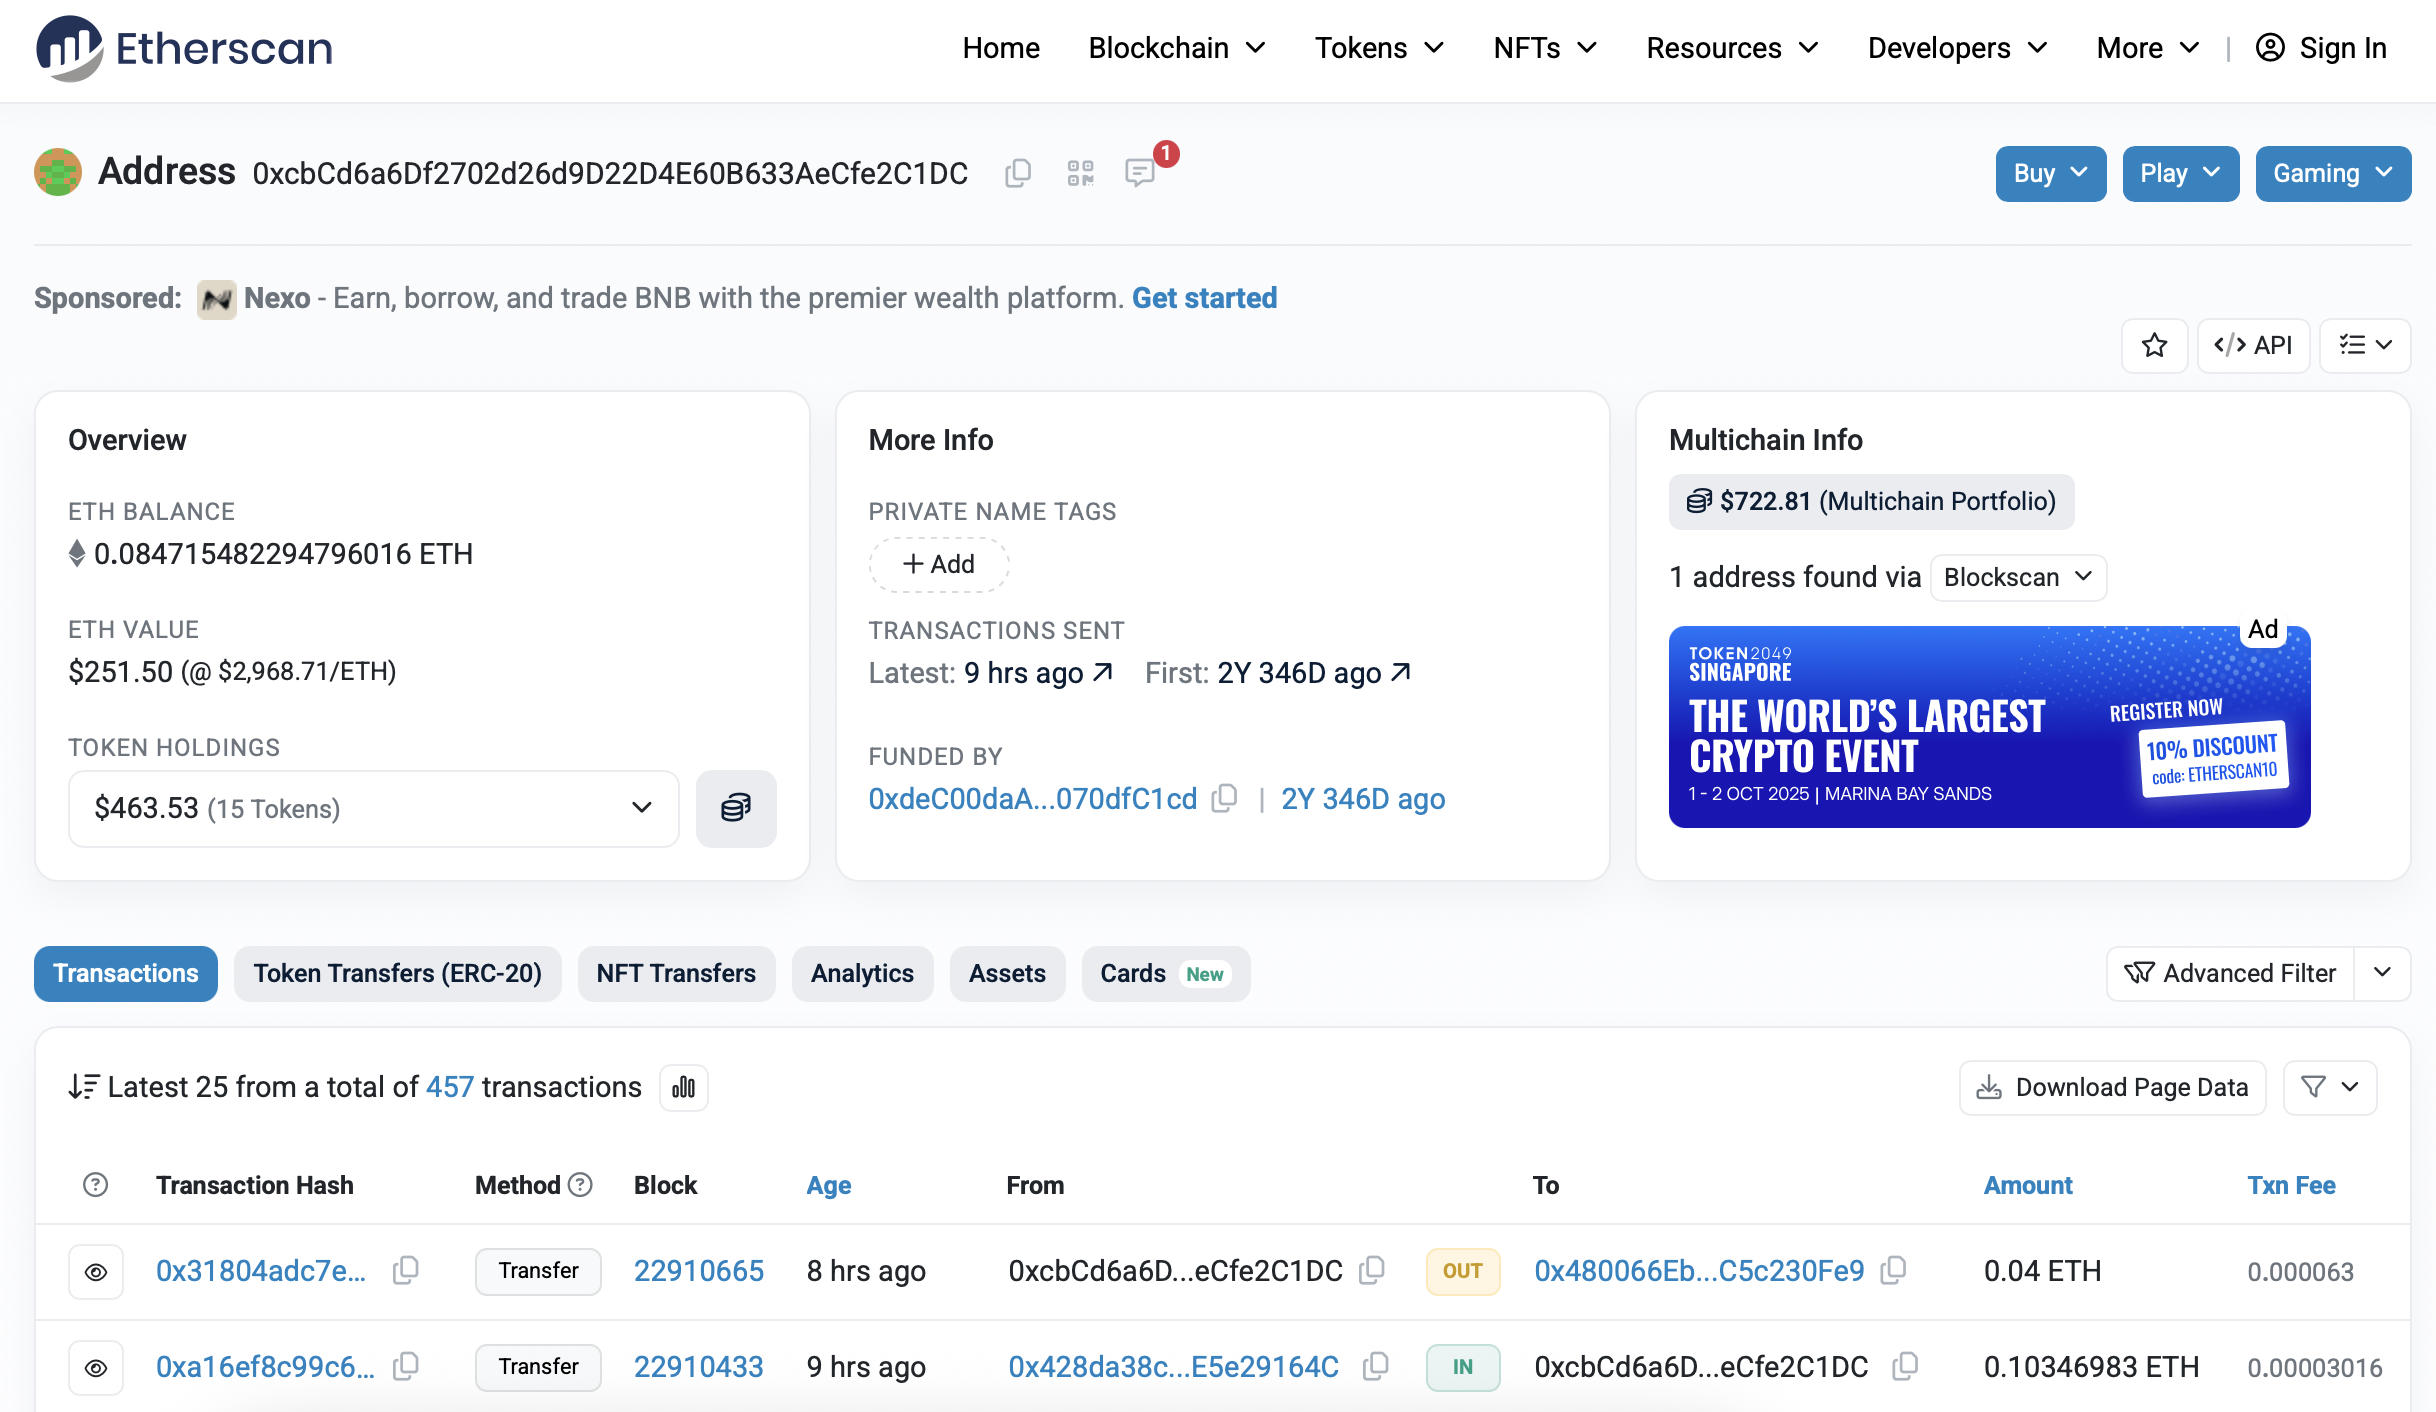 Etherscan
Home Blockchain Tokens NFTs Resources Developers More | Sign In
Address 0xcbCd6a6Df2702d26d9D22D4E60B633AeCfe2C1DC 1
Buy Play Gaming
Sponsored: Nexo - Earn, borrow, and trade BNB with the premier wealth platform. Get started
</> API
Overview
ETH BALANCE
0.084715482294796016 ETH
ETH VALUE
$251.50 (@ $2,968.71/ETH)
TOKEN HOLDINGS
$463.53 (15 Tokens)
More Info
PRIVATE NAME TAGS
+ Add
TRANSACTIONS SENT
Latest: 9 hrs ago First: 2Y 346D ago
FUNDED BY
0xdeC00daA...070dfC1cd | 2Y 346D ago
Multichain Info
$722.81 (Multichain Portfolio)
1 address found via Blockscan
Ad
TOKEN2049
SINGAPORE
THE WORLD'S LARGEST
CRYPTO EVENT
1 - 2 OCT 2025 | MARINA BAY SANDS
REGISTER NOW
10% DISCOUNT
code: ETHERSCAN10
Transactions Token Transfers (ERC-20) NFT Transfers Analytics Assets Cards New
Advanced Filter
Latest 25 from a total of 457 transactions
Download Page Data
Transaction Hash Method Block Age From To Amount Txn Fee
0x31804adc7e... Transfer 22910665 8 hrs ago 0xcbCd6a6D...eCfe2C1DC OUT 0x480066Eb...C5c230Fe9 0.04 ETH 0.000063
0xa16ef8c99c6... Transfer 22910433 9 hrs ago 0x428da38c...E5e29164C IN 0xcbCd6a6D...eCfe2C1DC 0.10346983 ETH 0.00003016